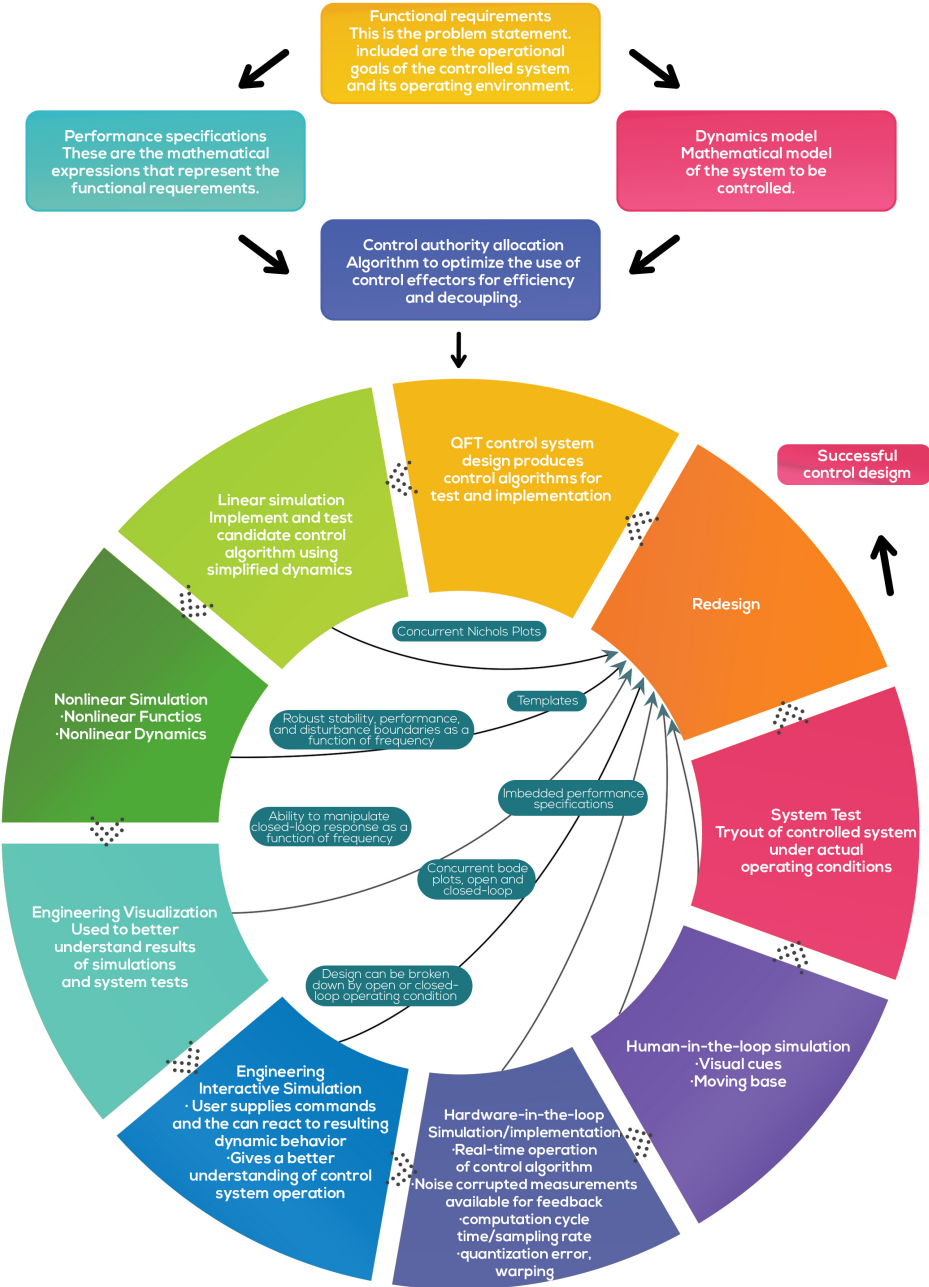 Functional requirements
This is the problem statement.
included are the operational
goals of the controlled system
and its operating environment.
Performance specifications
These are the mathematical
expressions that represent the
functional requerements.
Dynamics model
Mathematical model
of the system to be
controlled.
Control authority allocation
Algorithm to optimize the use of
control effectors for efficiency
and decoupling.
QFT control system
design produces
control algorithms for
test and implementation
Successful
control desigm
Linear simulation
Implement and test
candidate control
algorithm using
simplified dynamics
Redesign
Concurrent Nichols Plots
Nonlinear Simulation
·Nonlinear Functios
·Nonlinear Dynamics
Templates
Robust stability, performance,
and disturbance boundaries as a
function of frequency
Imbedded performance
specifications
Ability to manipulate
closed-loop response as a
function of frequency
System Test
Tryout of controlled system
under actual
operating conditions
Concurrent bode
plots, open and
closed-loop
Engineering Visualization
Used to better
understand results
of simulations
and system tests
Design can be broken
down by open or closed-
loop operating condition
Human-in-the-loop simulation
·Visual cues
·Moving base
Engineering
Interactive Simulation
· User supplies commands
and the can react to resulting
dynamic behavior
·Gives a better
understanding of control
system operation
Hardware-in-the-loop
Simulation/implementation
·Real-time operation
of control algorithm
·Noise corrupted measurements
available for feedback
·computation cycle
time/sampling rate
·quantization error,
warping